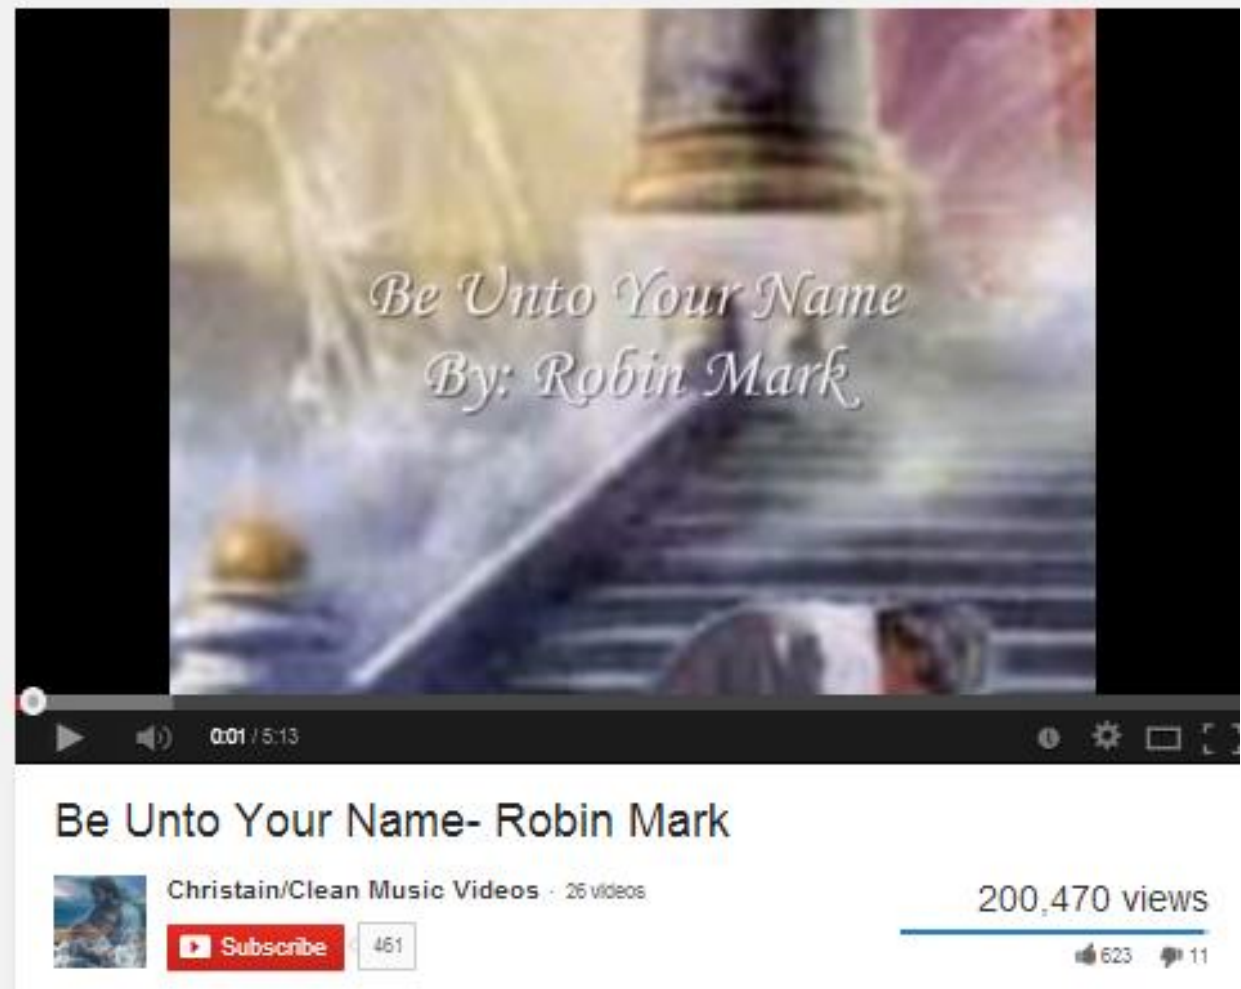 Be Unto Your Name
By: Robin Mark
0:01 / 5:13
Be Unto Your Name- Robin Mark
Christain/Clean Music Videos · 26 videos
Subscribe 461
200,470 views
623 11